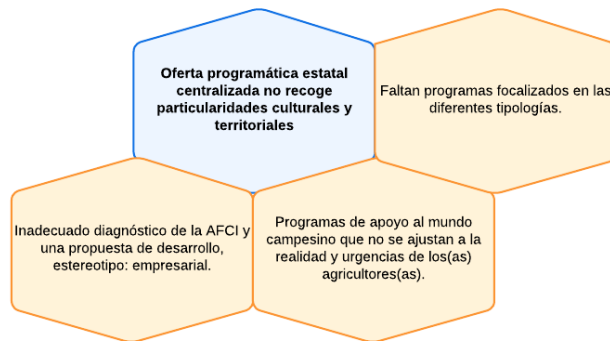 Oferta programática estatal
centralizada no recoge
particularidades culturales y
territoriales
Faltan programas focalizados en las
diferentes tipologías.
Inadecuado diagnóstico de la AFCI y
una propuesta de desarrollo,
estereotipo: empresarial.
Programas de apoyo al mundo
campesino que no se ajustan a la
realidad y urgencias de los(as)
agricultores(as).